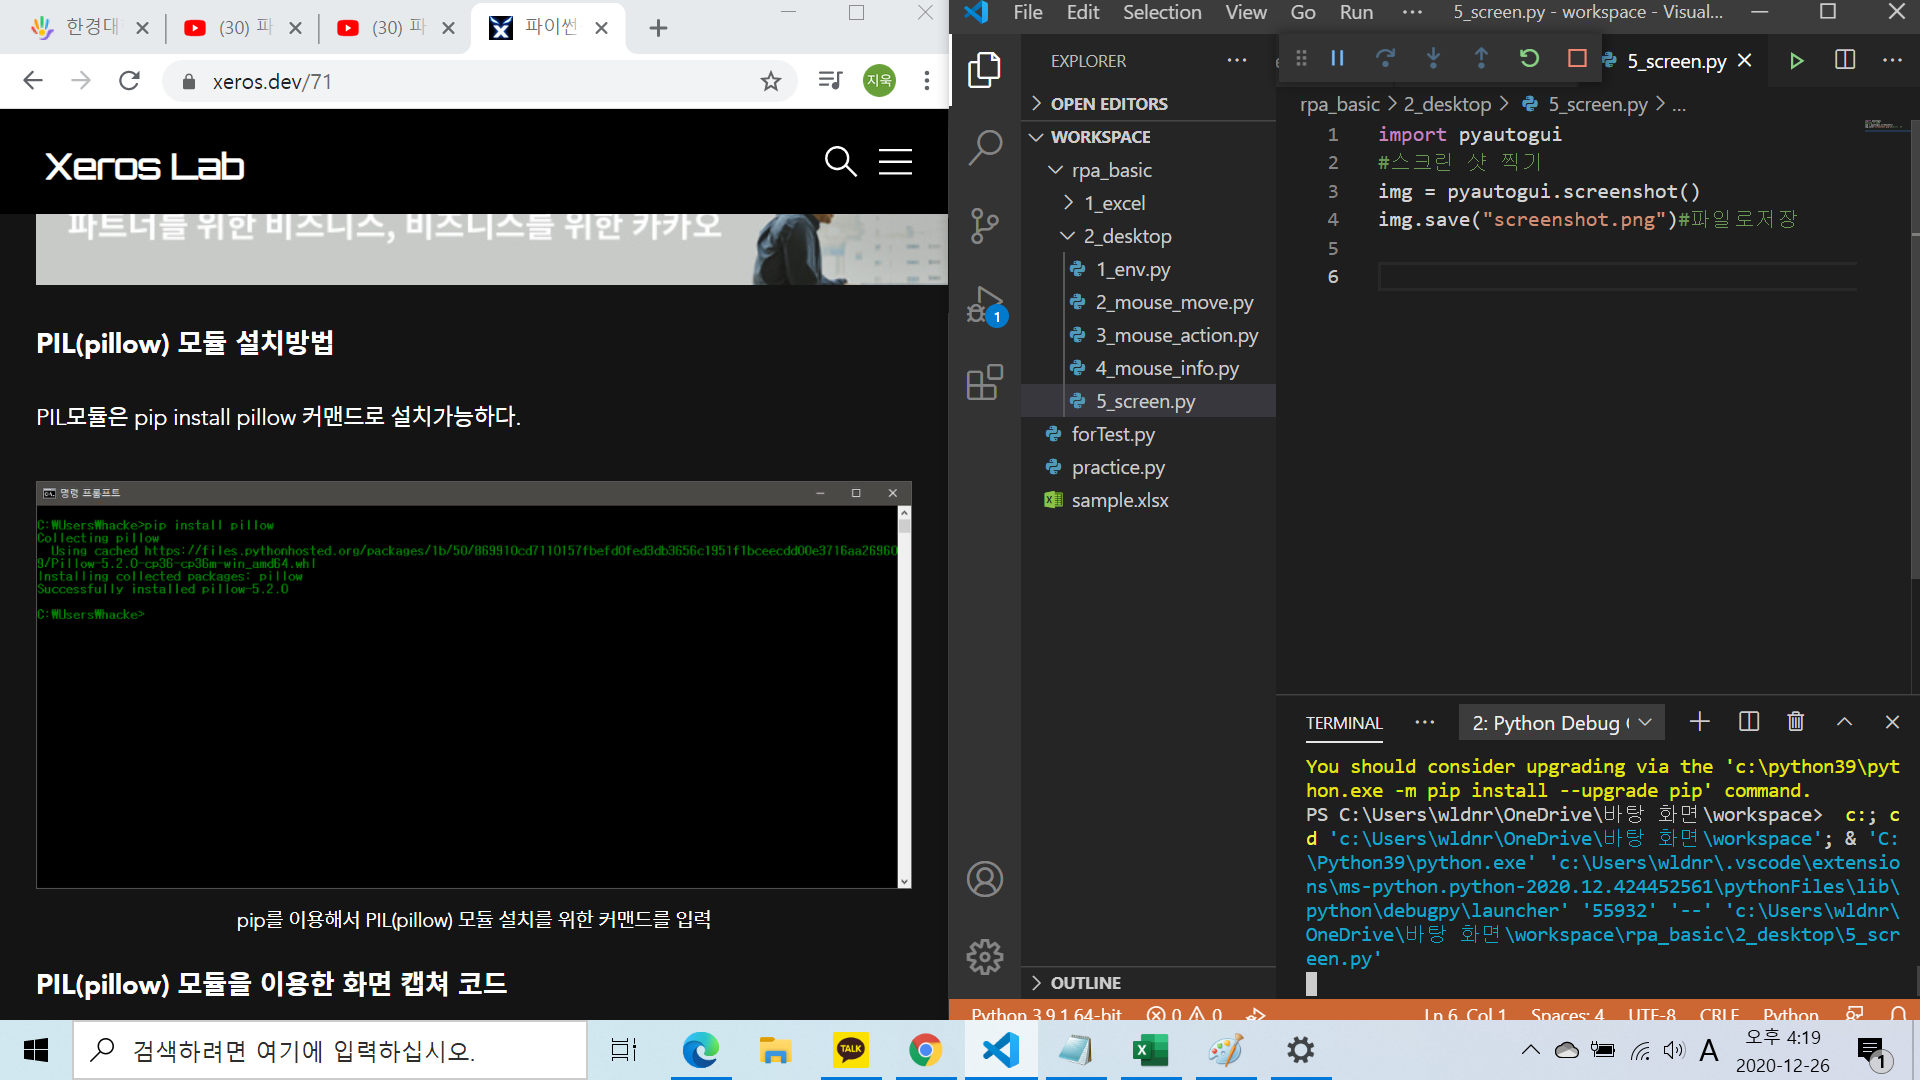 한경대
(30) 파
(30) 파
파이썬
xeros.dev/71
지욱
Xeros Lab
파트너를 위한 비즈니스, 비즈니스를 위한 카카오
PIL(pillow) 모듈 설치방법
PIL모듈은 pip install pillow 커맨드로 설치가능하다.
명령 프롬프트
C:₩Users₩hacke>pip install pillow
Collecting pillow
Using cached https://files.pythonhosted.org/packages/1b/50/869910cd7110157fbefd0fed3db3656c1951f1bceecdd00e3716aa26960
9/Pillow-5.2.0-cp36-cp36m-win_amd64.whl
Installing collected packages: pillow
Successfully installed pillow-5.2.0
C:₩Users₩hacke>
pip를 이용해서 PIL(pillow) 모듈 설치를 위한 커맨드를 입력
PIL(pillow) 모듈을 이용한 화면 캡쳐 코드
File Edit Selection View Go Run ··· 5_screen.py - workspace - Visual...
EXPLORER
OPEN EDITORS
WORKSPACE
rpa_basic
1_excel
2_desktop
1_env.py
2_mouse_move.py
3_mouse_action.py
4_mouse_info.py
5_screen.py
forTest.py
practice.py
sample.xlsx
OUTLINE
1
5_screen.py
rpa_basic > 2_desktop > 5_screen.py > ...
1 import pyautogui
2 #스크린 샷 찍기
3 img = pyautogui.screenshot()
4 img.save("screenshot.png")#파일로저장
5
6
TERMINAL ··· 2: Python Debug
You should consider upgrading via the 'c:\python39\pyt
hon.exe -m pip install --upgrade pip' command.
PS C:\Users\wldnr\OneDrive\바탕 화면\workspace>  c:; c
d 'c:\Users\wldnr\OneDrive\바탕 화면\workspace'; & 'C:
\Python39\python.exe' 'c:\Users\wldnr\.vscode\extensio
ns\ms-python.python-2020.12.424452561\pythonFiles\lib\
python\debugpy\launcher' '55932' '--' 'c:\Users\wldnr\
OneDrive\바탕 화면\workspace\rpa_basic\2_desktop\5_scr
een.py'
Python 3.9.1 64-bit 0 0 Ln 6, Col 1 Spaces: 4 UTF-8 CRLF Python
검색하려면 여기에 입력하십시오.
TALK
A
오후 4:19
2020-12-26
1